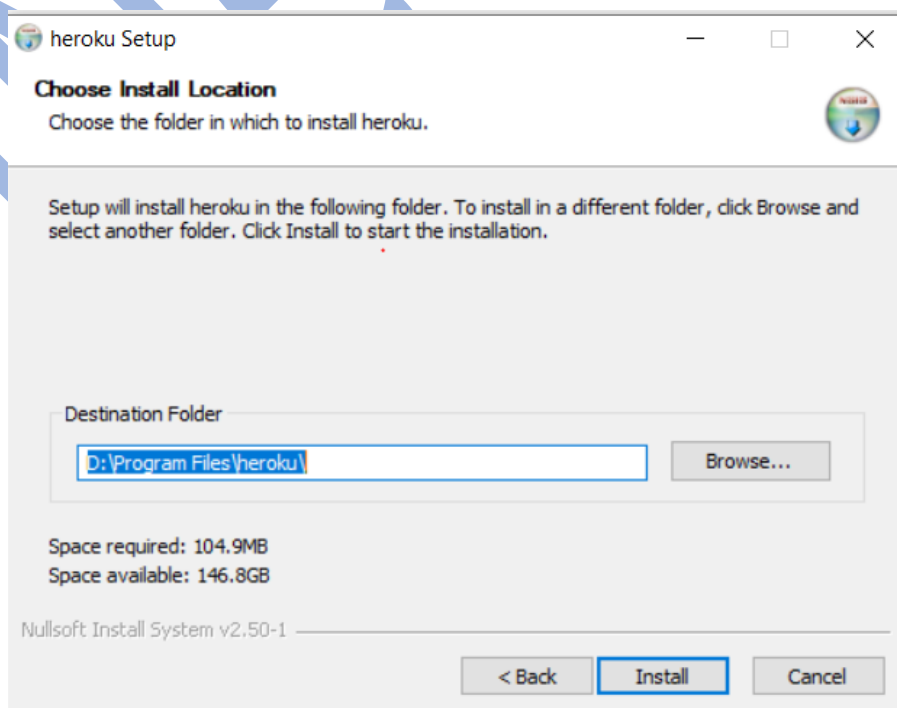 heroku Setup
Choose Install Location
Choose the folder in which to install heroku.
Setup will install heroku in the following folder. To install in a different folder, click Browse and
select another folder. Click Install to start the installation.
Destination Folder
D:\Program Files\heroku\
Browse...
Space required: 104.9MB
Space available: 146.8GB
Nullsoft Install System v2.50-1
< Back
Install
Cancel